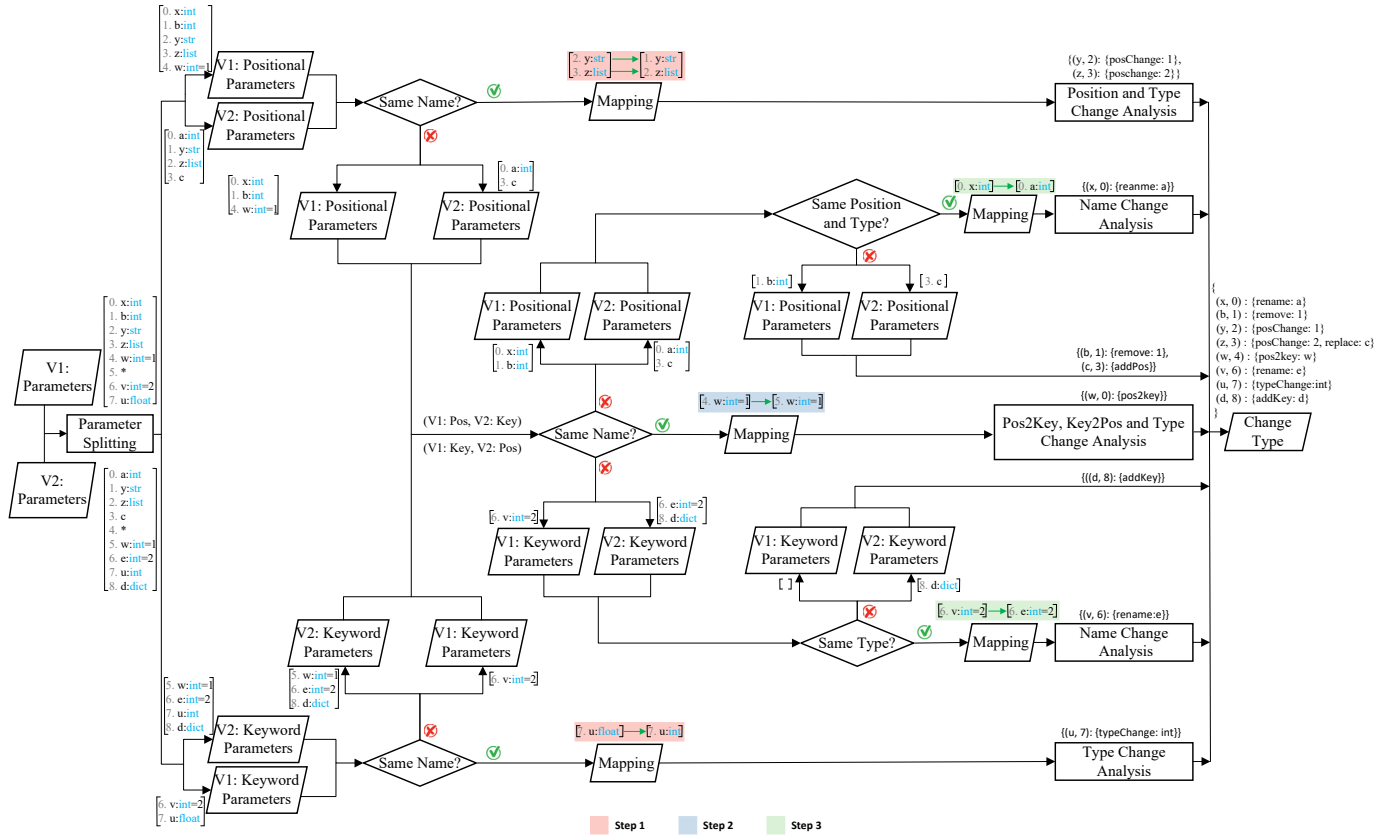 0. x:int
1. b:int
2. y:str
3. z:list
4. w:int=1
V1: Positional
Parameters
V2: Positional
Parameters
0. a:int
1. y:str
2. z:list
3. c
Same Name?
2. y:str
3. z:list
1. y:str
2. z:list
Mapping
{(y, 2): {posChange: 1},
(z, 3): {poschange: 2}}
Position and Type
Change Analysis
0. x:int
1. b:int
4. w:int=1
V1: Positional
Parameters
0. a:int
3. c
V2: Positional
Parameters
Same Position
and Type?
[0. x:int]
[0. a:int]
Mapping
{(x, 0): {reanme: a}}
Name Change
Analysis
V1: Positional
Parameters
V2: Positional
Parameters
0. x:int
1. b:int
0. a:int
3. c
[1. b:int]
[3. c]
V1: Positional
Parameters
V2: Positional
Parameters
{(b, 1): {remove: 1},
(c, 3): {addPos}
V1:
Parameters
V2:
Parameters
Parameter
Splitting
0. x:int
1. b:int
2. y:str
3. z:list
4. w:int=1
5. *
6. v:int=2
7. u:float
0. a:int
1. y:str
2. z:list
3. c
4. *
5. w:int=1
6. e:int=2
7. u:int
8. d:dict
(V1: Pos, V2: Key)
(V1: Key, V2: Pos)
Same Name?
[4. w:int=1]
[5. w:int=1]
Mapping
{(w, 0): {pos2key}
Pos2Key, Key2Pos and Type
Change Analysis
{
(x, 0) : {rename: a}
(b, 1) : {remove: 1}
(y, 2) : {posChange: 1}
(z, 3) : {posChange: 2, replace: c}
(w, 4) : {pos2key: w}
(v, 6) : {rename: e}
(u, 7) : {typeChange:int}
(d, 8) : {addKey: d}
}
Change
Type
[6. v:int=2]
6. e:int=2
8. d:dict
V1: Keyword
Parameters
V2: Keyword
Parameters
{((d, 8): {addKey}}
V1: Keyword
Parameters
V2: Keyword
Parameters
[ ]
[8. d:dict]
Same Type?
[6. v:int=2]
[6. e:int=2]
Mapping
{(v, 6): {rename:e}}
Name Change
Analysis
V2: Keyword
Parameters
V1: Keyword
Parameters
5. w:int=1
6. e:int=2
8. d:dict
[6. v:int=2]
5. w:int=1
6. e:int=2
7. u:int
8. d:dict
V2: Keyword
Parameters
V1: Keyword
Parameters
6. v:int=2
7. u:float
Same Name?
[7. u:float]
[7. u:int]
Mapping
{(u, 7): {typeChange: int}}
Type Change
Analysis
Step 1
Step 2
Step 3